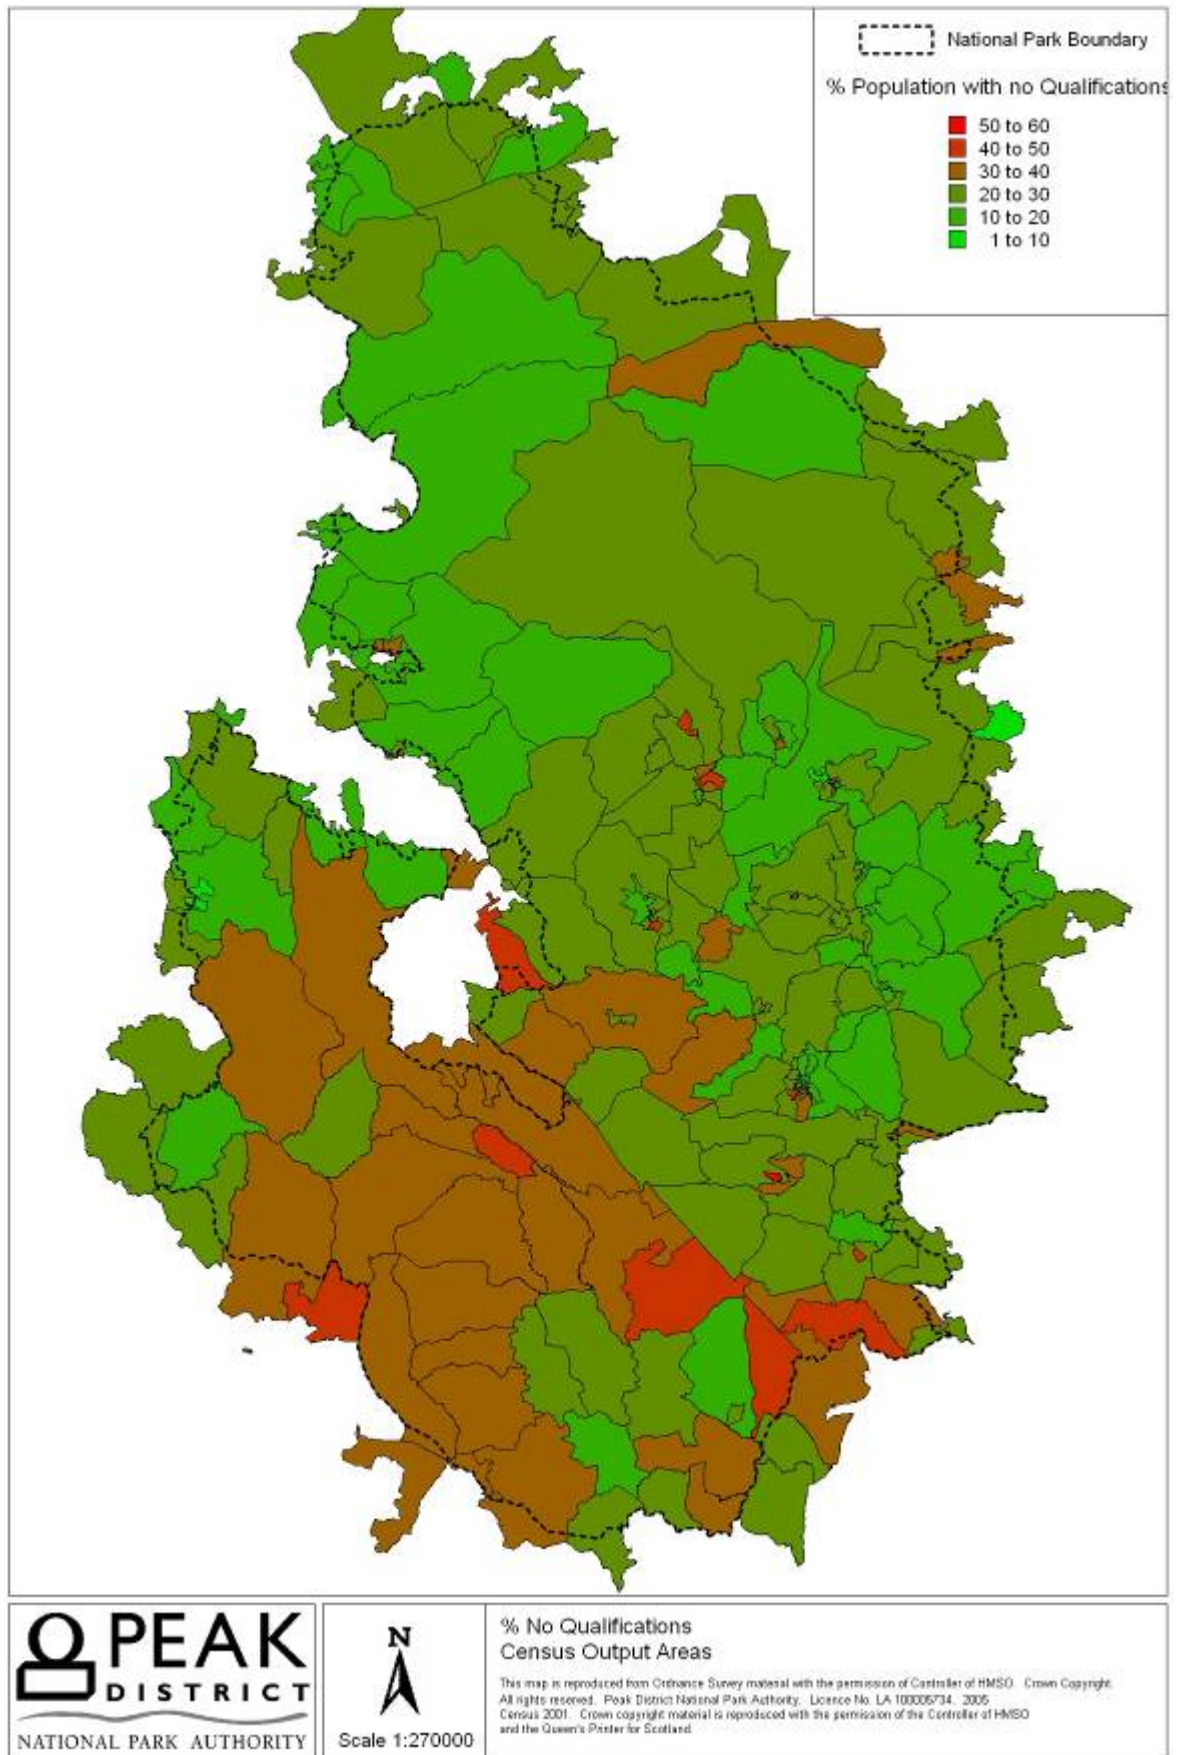 National Park Boundary
% Population with no Qualifications
50 to 60
40 to 50
30 to 40
20 to 30
10 to 20
1 to 10
PEAK
DISTRICT
NATIONAL PARK AUTHORITY
N
Scale 1:270000
% No Qualifications
Census Output Areas
This map is reproduced from Ordnance Survey material with the permission of Controller of HMSO. Crown Copyright.
All rights reserved. Peak District National Park Authority. Licence No. LA 100005734. 2005
Census 2001. Crown copyright material is reproduced with the permission of the Controller of HMSO
and the Queen's Printer for Scotland.